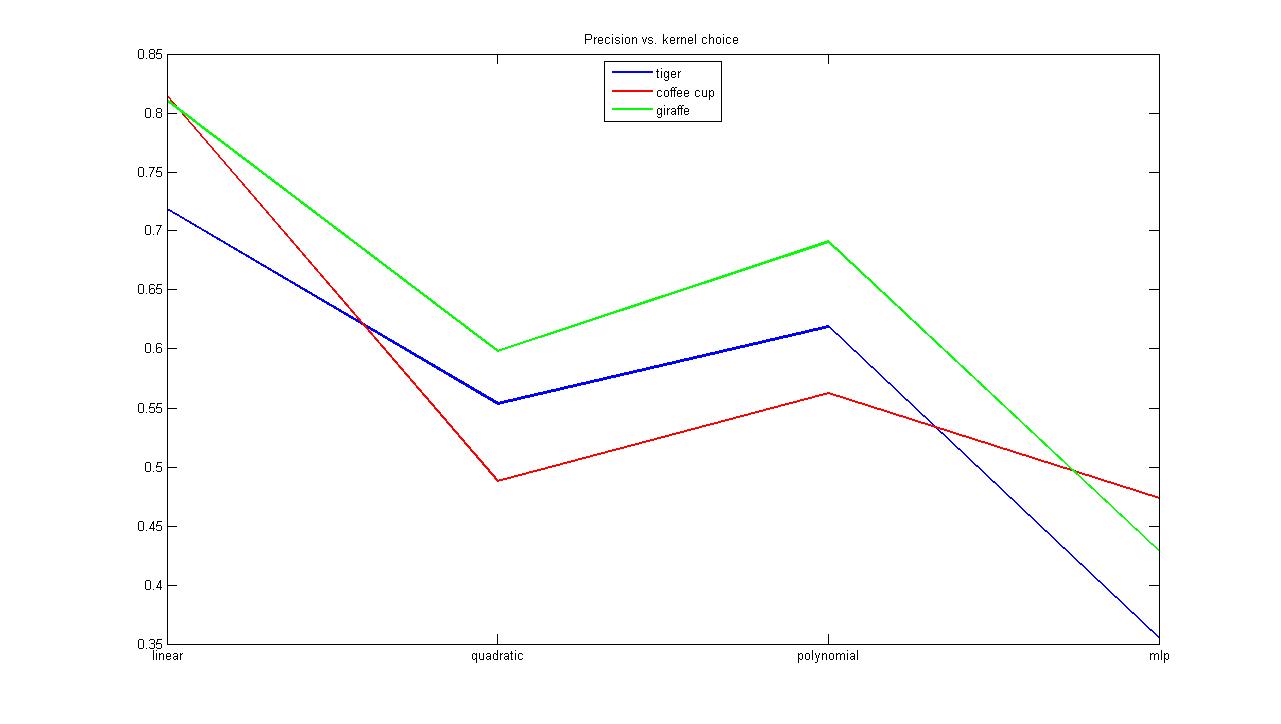 Precision vs. kernel choice
tiger
coffee cup
giraffe
0.85
0.8
0.75
0.7
0.65
0.6
0.55
0.5
0.45
0.4
0.35
linear quadratic polynomial mlp